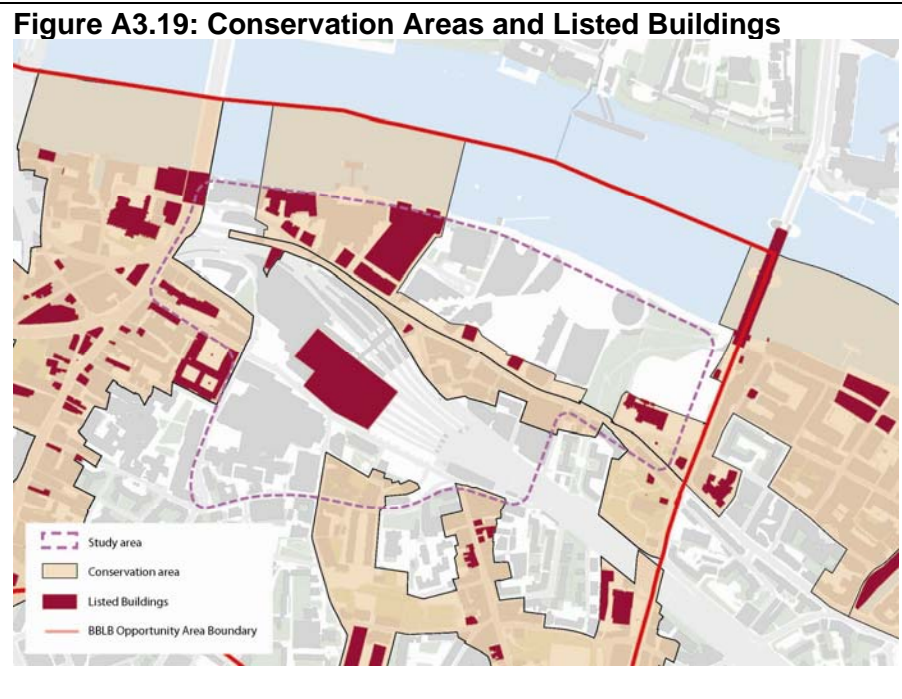 Figure A3.19: Conservation Areas and Listed Buildings
Study area
Conservation area
Listed Buildings
BBLB Opportunity Area Boundary